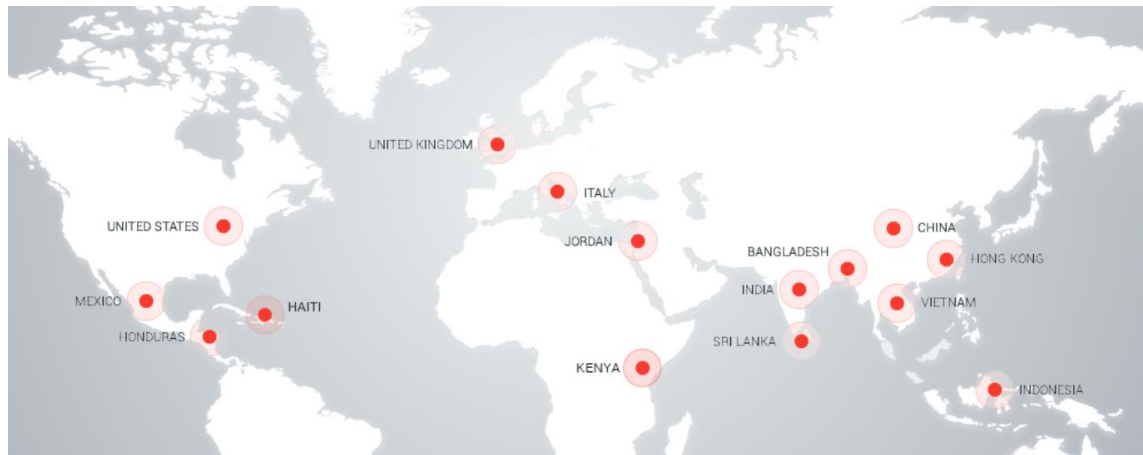 UNITED KINGDOM
ITALY
UNITED STATES
CHINA
JORDAN
BANGLADESH
HONG KONG
INDIA
MEXICO
HAITI
VIETNAM
HONDURAS
SRI LANKA
KENYA
INDONESIA